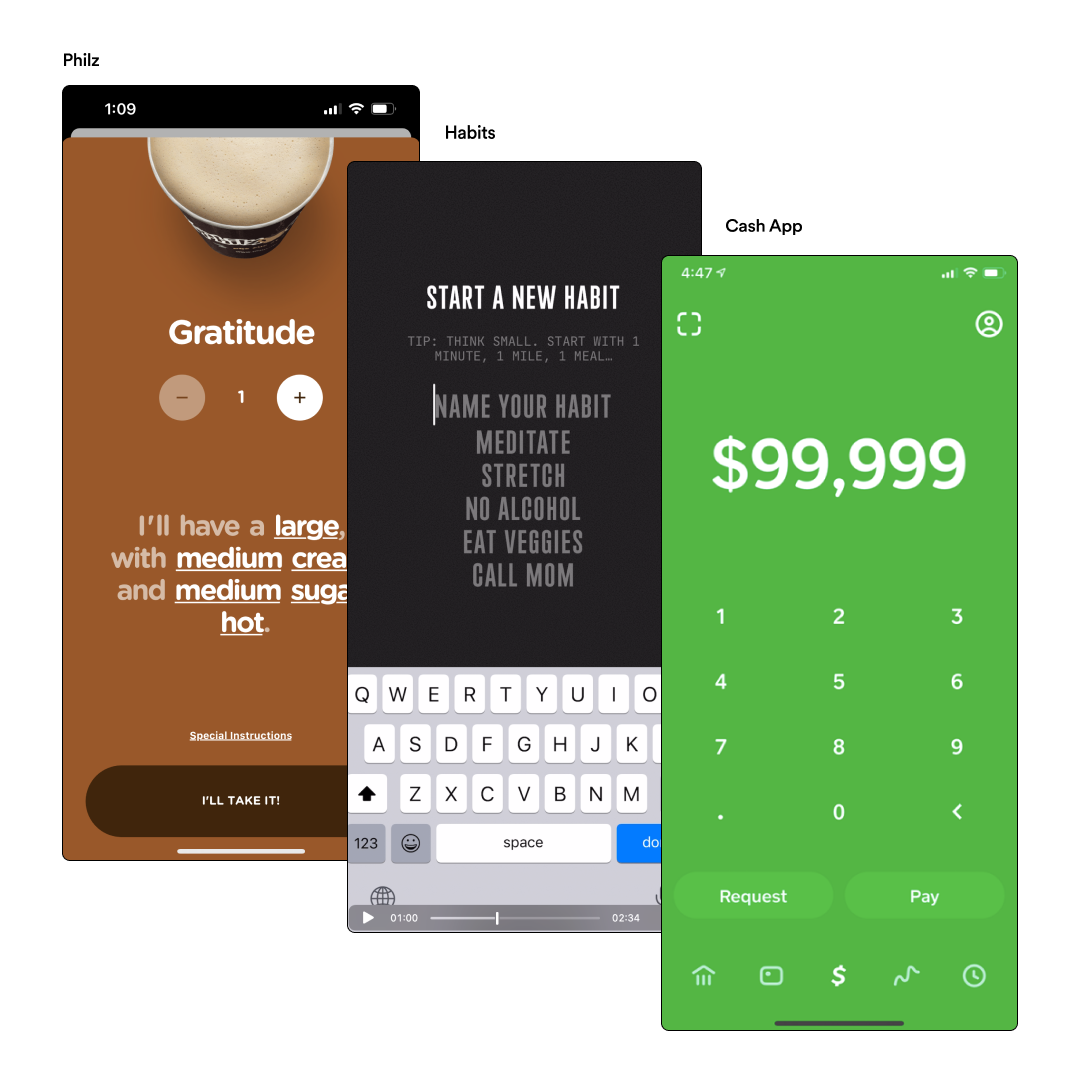 Philz
1:09
Gratitude
1
I'll have a large,
with medium crea
and medium suga
hot.
Special Instructions
I'LL TAKE IT!
Habits
START A NEW HABIT
TIP: THINK SMALL. START WITH 1
MINUTE, 1 MILE, 1 MEAL…
NAME YOUR HABIT
MEDITATE
STRETCH
NO ALCOHOL
EAT VEGGIES
CALL MOM
Q W E R T Y U I O
A S D F G H J K
Z X C V B N M
123 space do
01:00 02:34
Cash App
4:47
$99,999
1 2 3
4 5 6
7 8 9
. 0 <
Request Pay
$